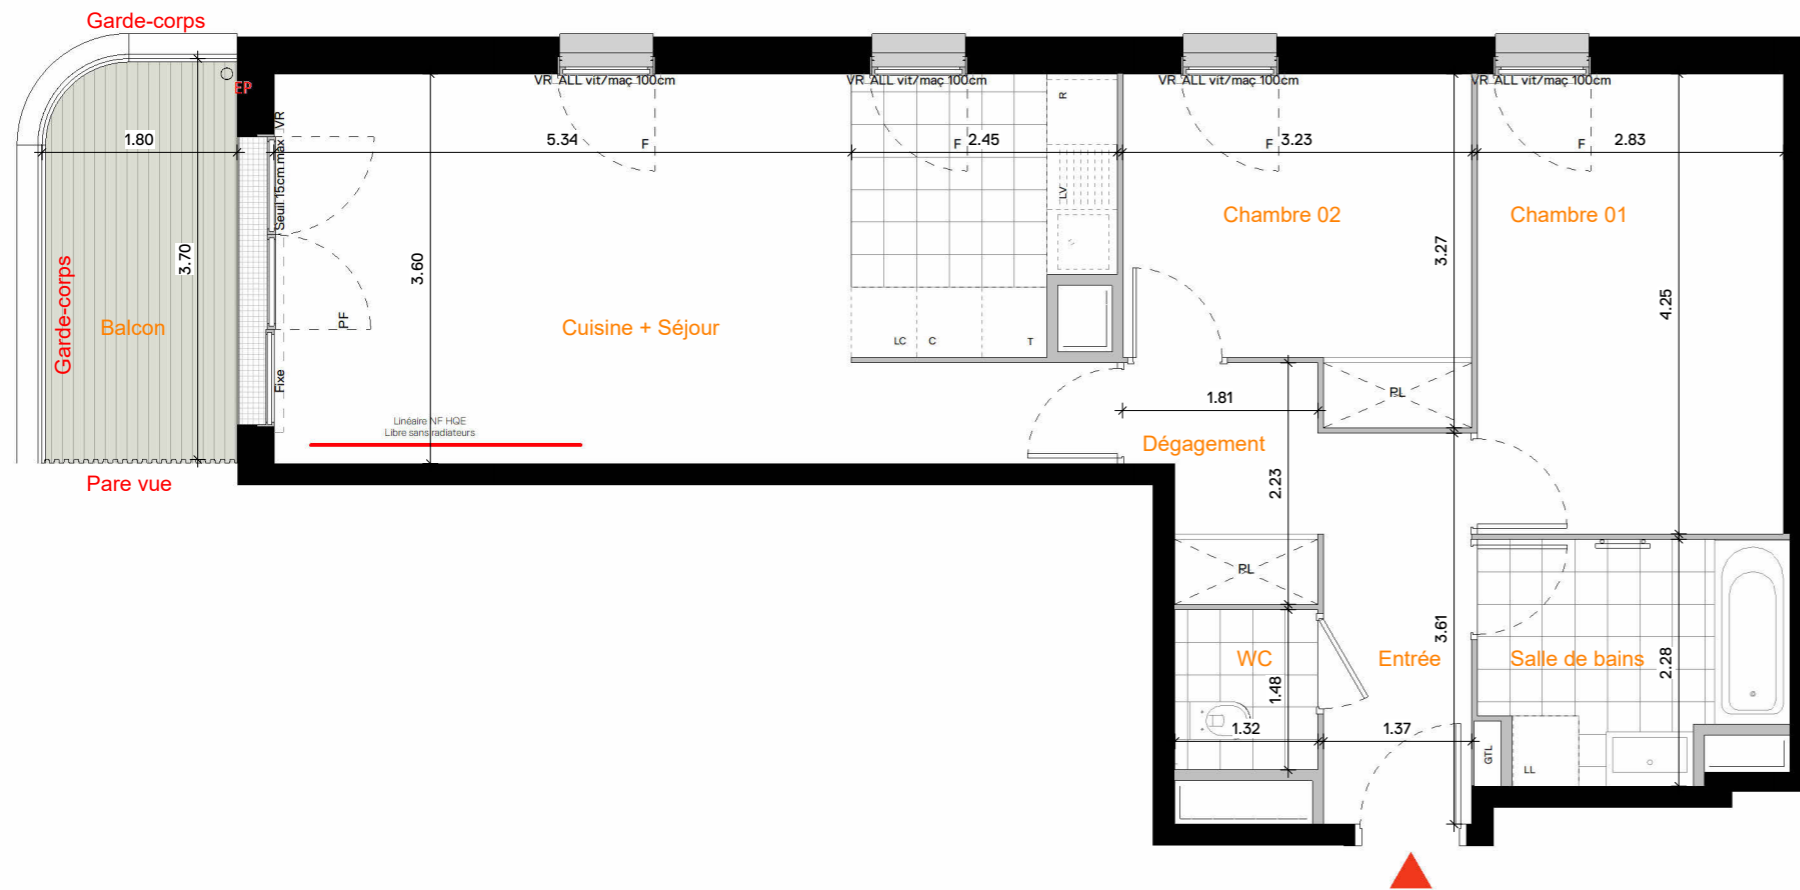 Garde-corps
EP
VR ALL vit/maç 100cm
VR ALL vit/maç 100cm
VR ALL vit/maç 100cm
VR ALL vit/maç 100cm
VR
Seuil 15cm max
1.80
5.34
F
F
2.45
R
F
3.23
F
2.83
LV
Chambre 02
Chambre 01
3.70
3.60
3.27
4.25
Garde-corps
Balcon
PF
Cuisine + Séjour
LC
C
T
Fixe
PL
1.81
Linéaire NF HQE
Libre sans radiateurs
Dégagement
Pare vue
2.23
PL
3.61
WC
Entrée
Salle de bains
2.28
1.48
1.32
1.37
GTL
LL